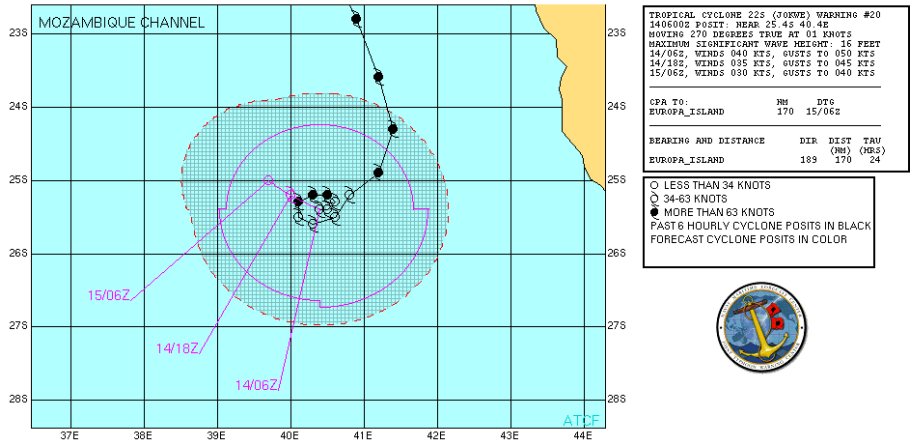 MOZAMBIQUE CHANNEL
23S
24S
25S
26S
27S
28S
23S
24S
25S
26S
27S
28S
37E
38E
39E
40E
41E
42E
43E
44E
15/06Z
14/18Z
14/06Z
ATCF
TROPICAL CYCLONE 22S (JOKWE) WARNING #20
140600Z POSIT: NEAR 25.4S 40.4E
MOVING 270 DEGREES TRUE AT 01 KNOTS
MAXIMUM SIGNIFICANT WAVE HEIGHT: 16 FEET
14/06Z, WINDS 040 KTS, GUSTS TO 050 KTS
14/18Z, WINDS 035 KTS, GUSTS TO 045 KTS
15/06Z, WINDS 030 KTS, GUSTS TO 040 KTS
CPA TO: NM DTG
EUROPA_ISLAND 170 15/06Z
BEARING AND DISTANCE DIR DIST TAU
(NM) (HRS)
EUROPA_ISLAND 189 170 24
LESS THAN 34 KNOTS
34-63 KNOTS
MORE THAN 63 KNOTS
PAST 6 HOURLY CYCLONE POSITS IN BLACK
FORECAST CYCLONE POSITS IN COLOR